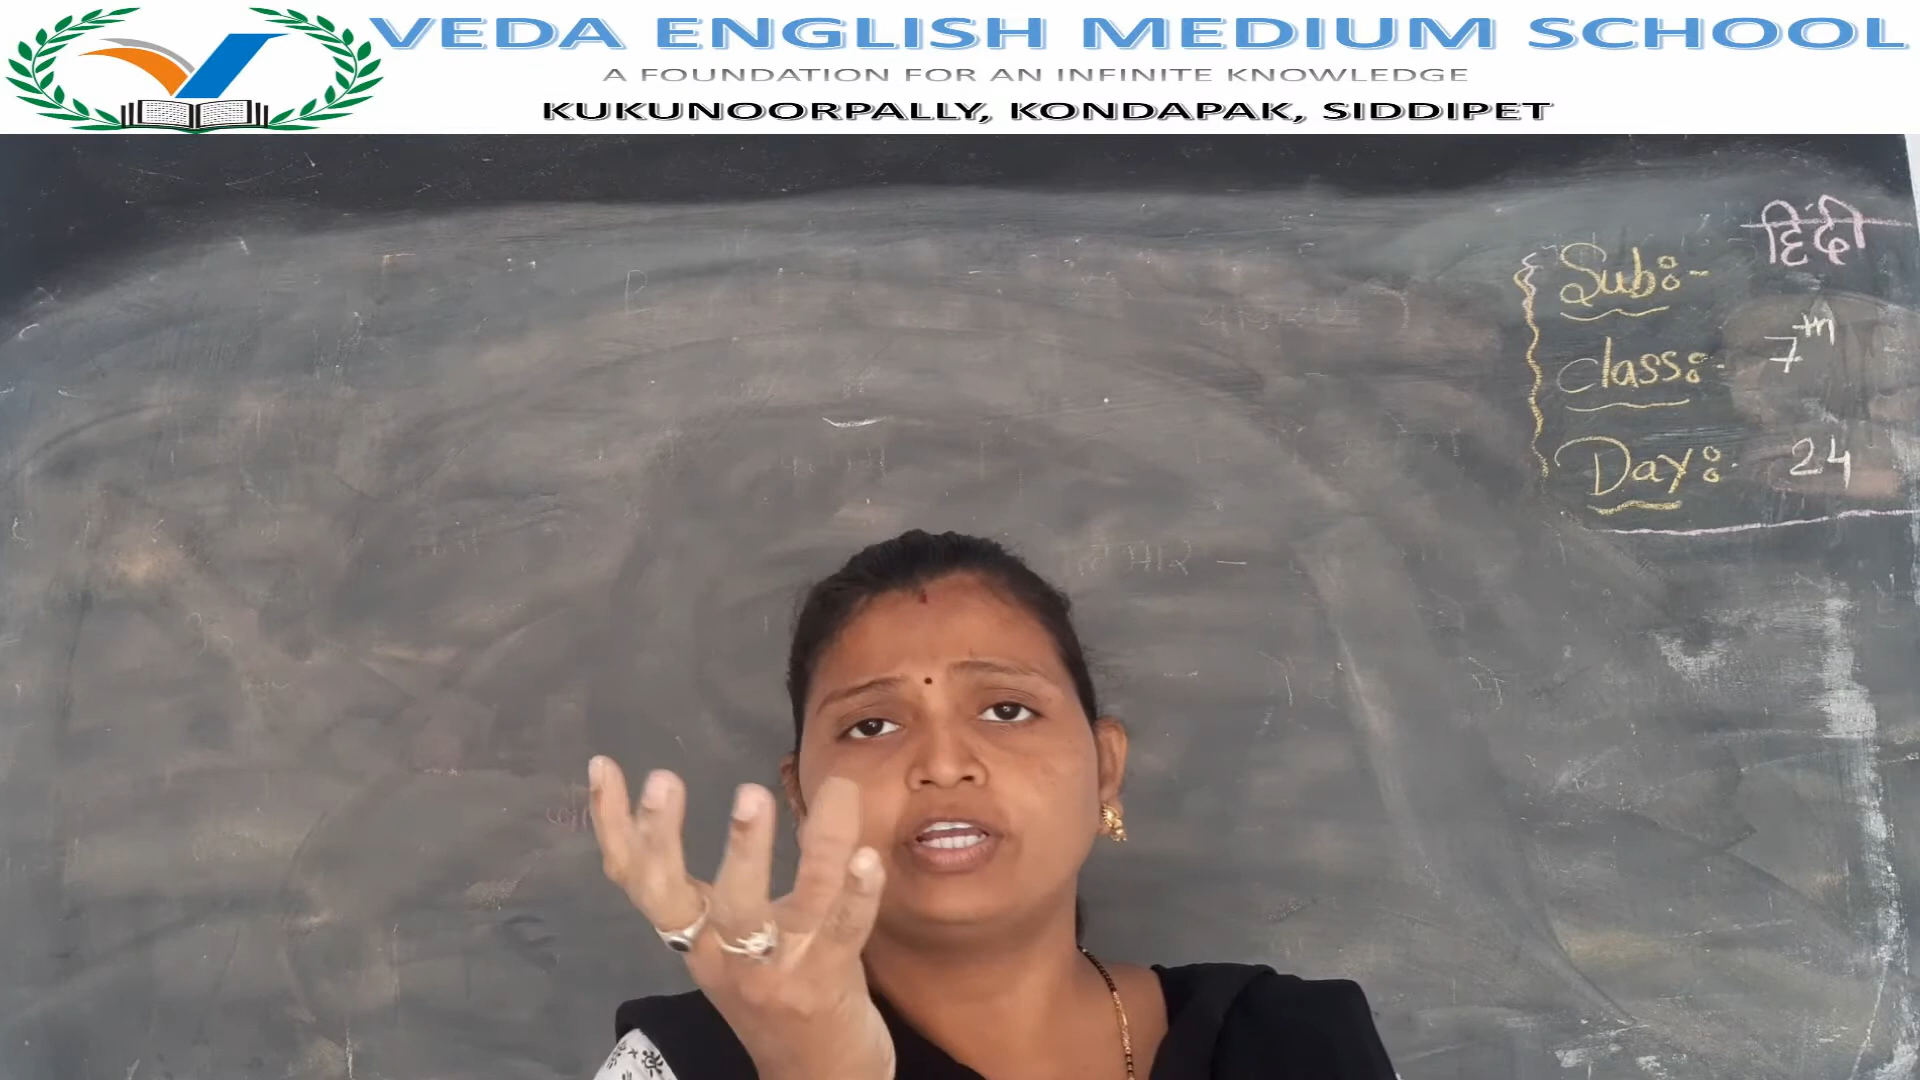 VEDA ENGLISH MEDIUM SCHOOL
A FOUNDATION FOR AN INFINITE KNOWLEDGE
KUKUNOORPALLY, KONDAPAK, SIDDIPET
Sub:- हिंदी
Class:- 7th
Day:- 24